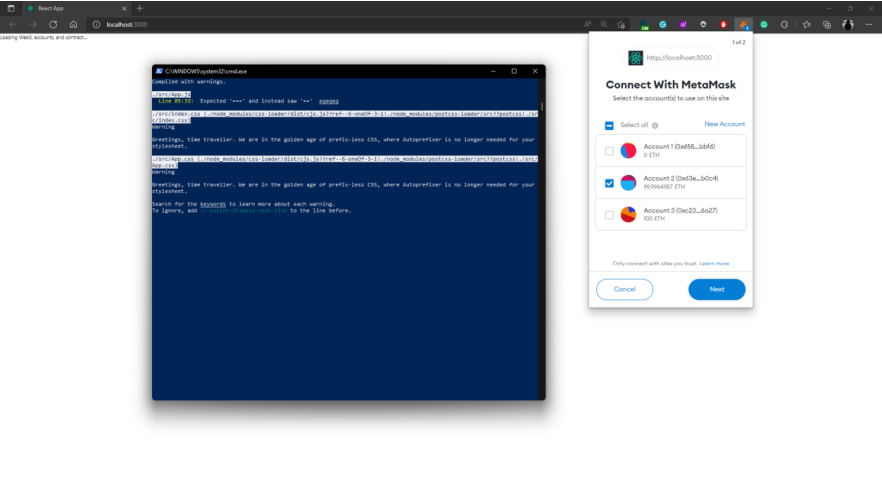 React App
localhost:3000
Loading Web3, accounts, and contract...
C:\WINDOWS\system32\cmd.exe
Compiled with warnings.
./src/App.js
Line 85:33:  Expected '===' and instead saw '=='  eqeqeq
./src/index.css (./node_modules/css-loader/dist/cjs.js??ref--6-oneOf-3-1!./node_modules/postcss-loader/src??postcss!./sr
c/index.css)
Warning
Greetings, time traveller. We are in the golden age of prefix-less CSS, where Autoprefixer is no longer needed for your
stylesheet.
./src/App.css (./node_modules/css-loader/dist/cjs.js??ref--6-oneOf-3-1!./node_modules/postcss-loader/src??postcss!./src/
App.css)
Warning
Greetings, time traveller. We are in the golden age of prefix-less CSS, where Autoprefixer is no longer needed for your
stylesheet.
Search for the keywords to learn more about each warning.
To ignore, add // eslint-disable-next-line to the line before.
ON
1 of 2
http://localhost:3000
Connect With MetaMask
Select the account(s) to use on this site
Select all
New Account
Account 1 (0x655...bbf6)
0 ETH
Account 2 (0x63e...b0c4)
99.99641157 ETH
Account 3 (0xc23...6a27)
100 ETH
Only connect with sites you trust. Learn more
Cancel
Next